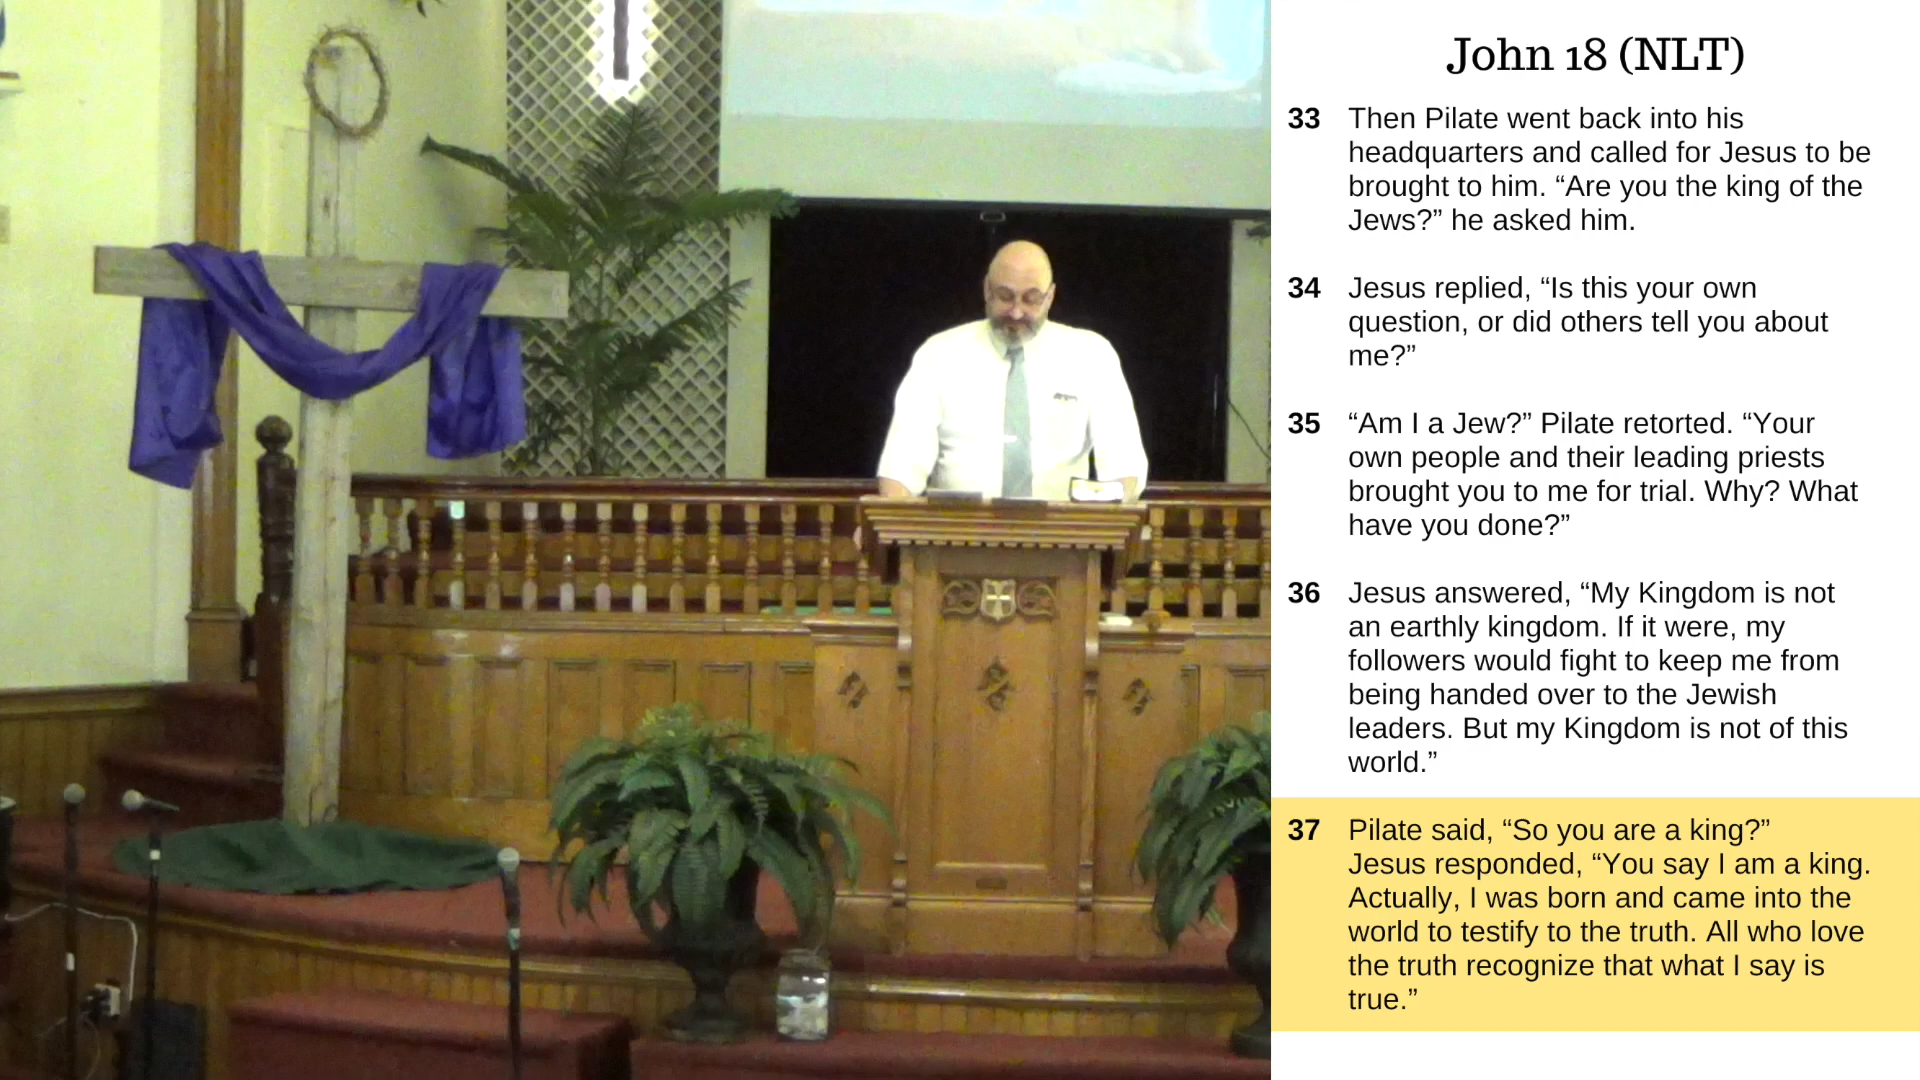 John 18 (NLT)
33 Then Pilate went back into his
headquarters and called for Jesus to be
brought to him. “Are you the king of the
Jews?” he asked him.
34 Jesus replied, “Is this your own
question, or did others tell you about
me?”
35 “Am I a Jew?” Pilate retorted. “Your
own people and their leading priests
brought you to me for trial. Why? What
have you done?”
36 Jesus answered, “My Kingdom is not
an earthly kingdom. If it were, my
followers would fight to keep me from
being handed over to the Jewish
leaders. But my Kingdom is not of this
world.”
37 Pilate said, “So you are a king?”
Jesus responded, “You say I am a king.
Actually, I was born and came into the
world to testify to the truth. All who love
the truth recognize that what I say is
true.”